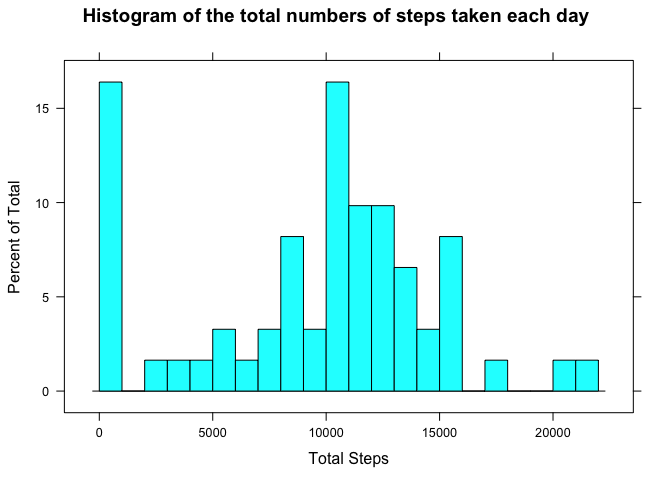 Histogram of the total numbers of steps taken each day
Percent of Total
15
10
5
0
0 5000 10000 15000 20000
Total Steps